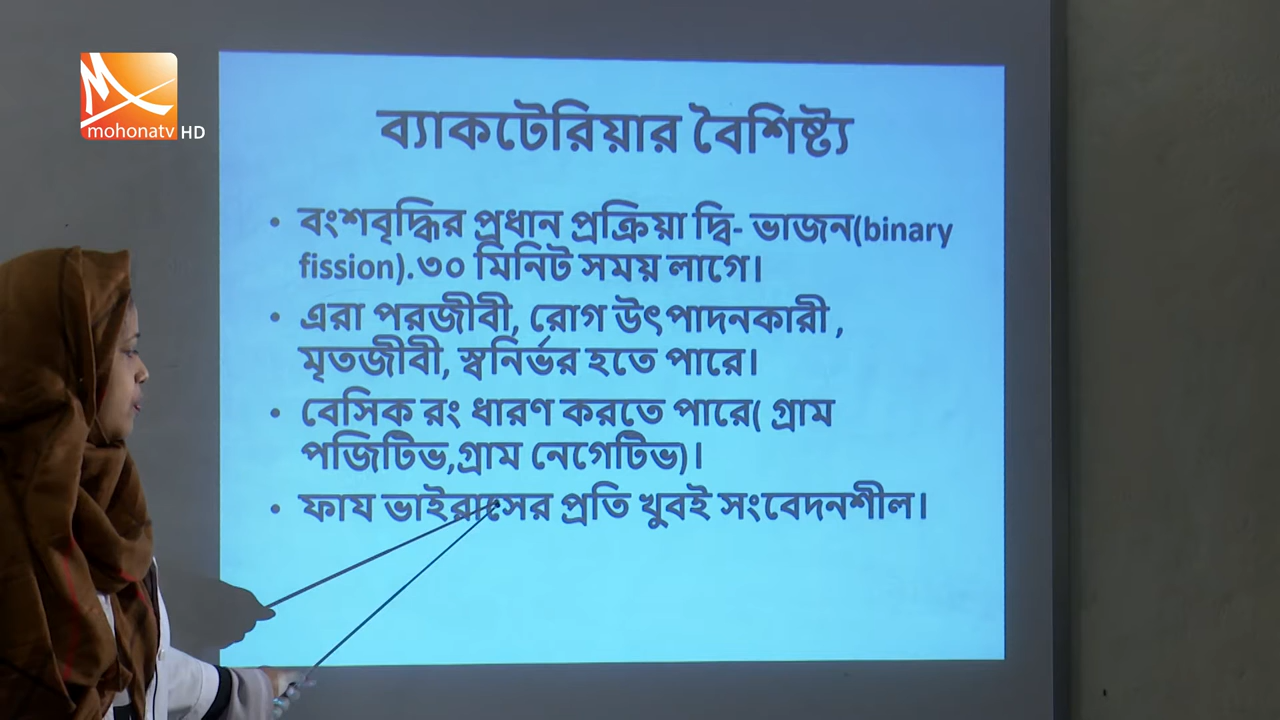 mohonatv HD
ব্যাকটেরিয়ার বৈশিষ্ট্য
• বংশবৃদ্ধির প্রধান প্রক্রিয়া দ্বি- ভাজন(binary
fission).৩০ মিনিট সময় লাগে।
• এরা পরজীবী, রোগ উৎপাদনকারী ,
মৃতজীবী, স্বনির্ভর হতে পারে।
• বেসিক রং ধারণ করতে পারে( গ্রাম
পজিটিভ,গ্রাম নেগেটিভ)।
• ফায ভাইরাসের প্রতি খুবই সংবেদনশীল।